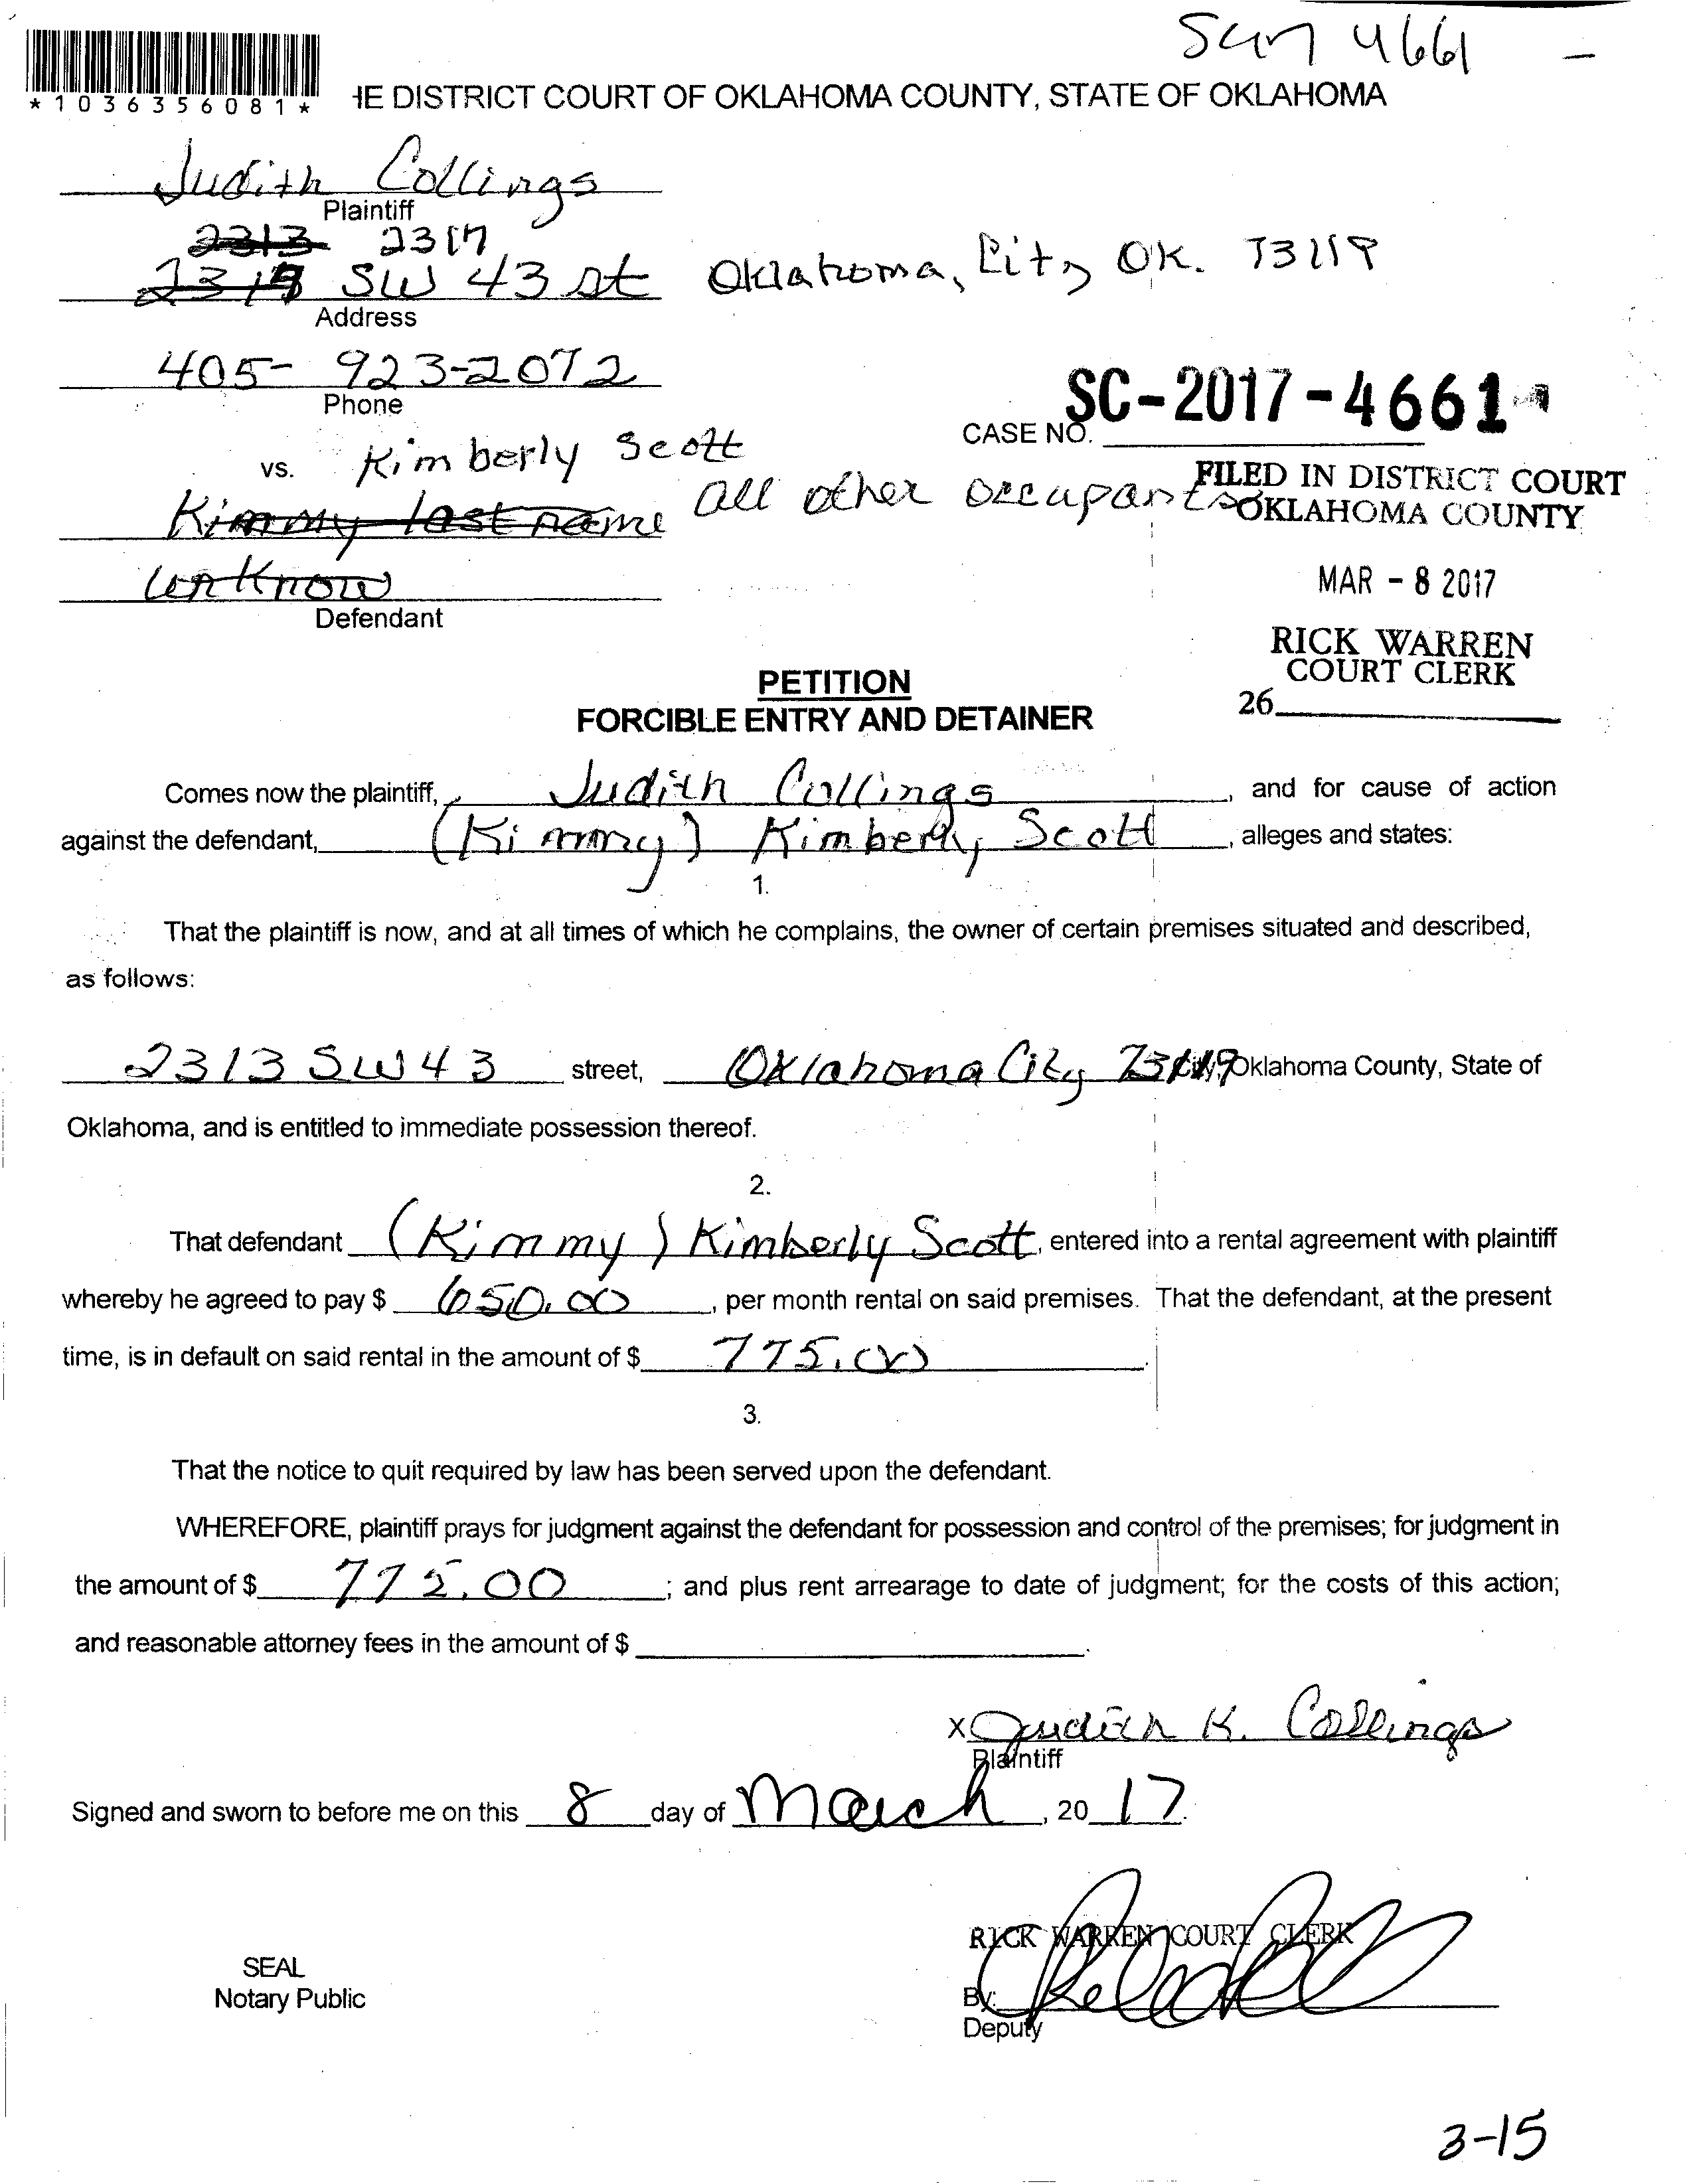 4661 -
*1036356081*
HE DISTRICT COURT OF OKLAHOMA COUNTY, STATE OF OKLAHOMA
Judith Collings
Plaintiff
2313 2317
2319 SW 43 st Oklahoma, City OK. 73119
Address
405- 923-2072
Phone
SC-2017-4661
CASE NO.
vs. Kimberly Scott
Kimmy last name all other occupants
FILED IN DISTRICT COURT
OKLAHOMA COUNTY
unknow
Defendant
MAR - 8 2017
RICK WARREN
COURT CLERK
26
PETITION
FORCIBLE ENTRY AND DETAINER
Comes now the plaintiff, Judith Collings, and for cause of action
against the defendant, (Kimmy) Kimberly Scott, alleges and states:
1.
That the plaintiff is now, and at all times of which he complains, the owner of certain premises situated and described,
as follows:
2313 SW 43 street, Oklahoma City 73119 City, Oklahoma County, State of
Oklahoma, and is entitled to immediate possession thereof.
2.
That defendant (Kimmy) Kimberly Scott, entered into a rental agreement with plaintiff
whereby he agreed to pay $ 650.00, per month rental on said premises. That the defendant, at the present
time, is in default on said rental in the amount of $ 775.00.
3.
That the notice to quit required by law has been served upon the defendant.
WHEREFORE, plaintiff prays for judgment against the defendant for possession and control of the premises; for judgment in
the amount of $ 775.00; and plus rent arrearage to date of judgment; for the costs of this action;
and reasonable attorney fees in the amount of $ .
x Judith K. Collings
Plaintiff
Signed and sworn to before me on this 8 day of March, 20 17.
RICK WARREN COURT CLERK
SEAL
Notary Public
By:
Deputy
3-15